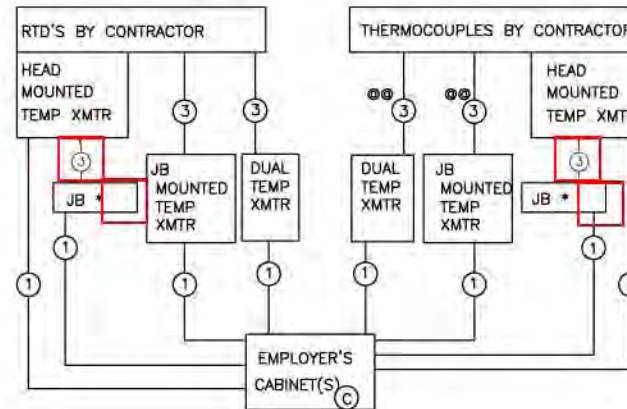 RTD'S BY CONTRACTOR
THERMOCOUPLES BY CONTRACTOR
HEAD
MOUNTED
TEMP XMTR
HEAD
MOUNTED
TEMP XMT
@@
@@
3
3
3
3
3
3
JB *
JB
MOUNTED
TEMP
XMTR
DUAL
TEMP
XMTR
DUAL
TEMP
XMTR
JB
MOUNTED
TEMP
XMTR
JB *
1
1
1
1
1
1
1
1
EMPLOYER'S
CABINET(S) C